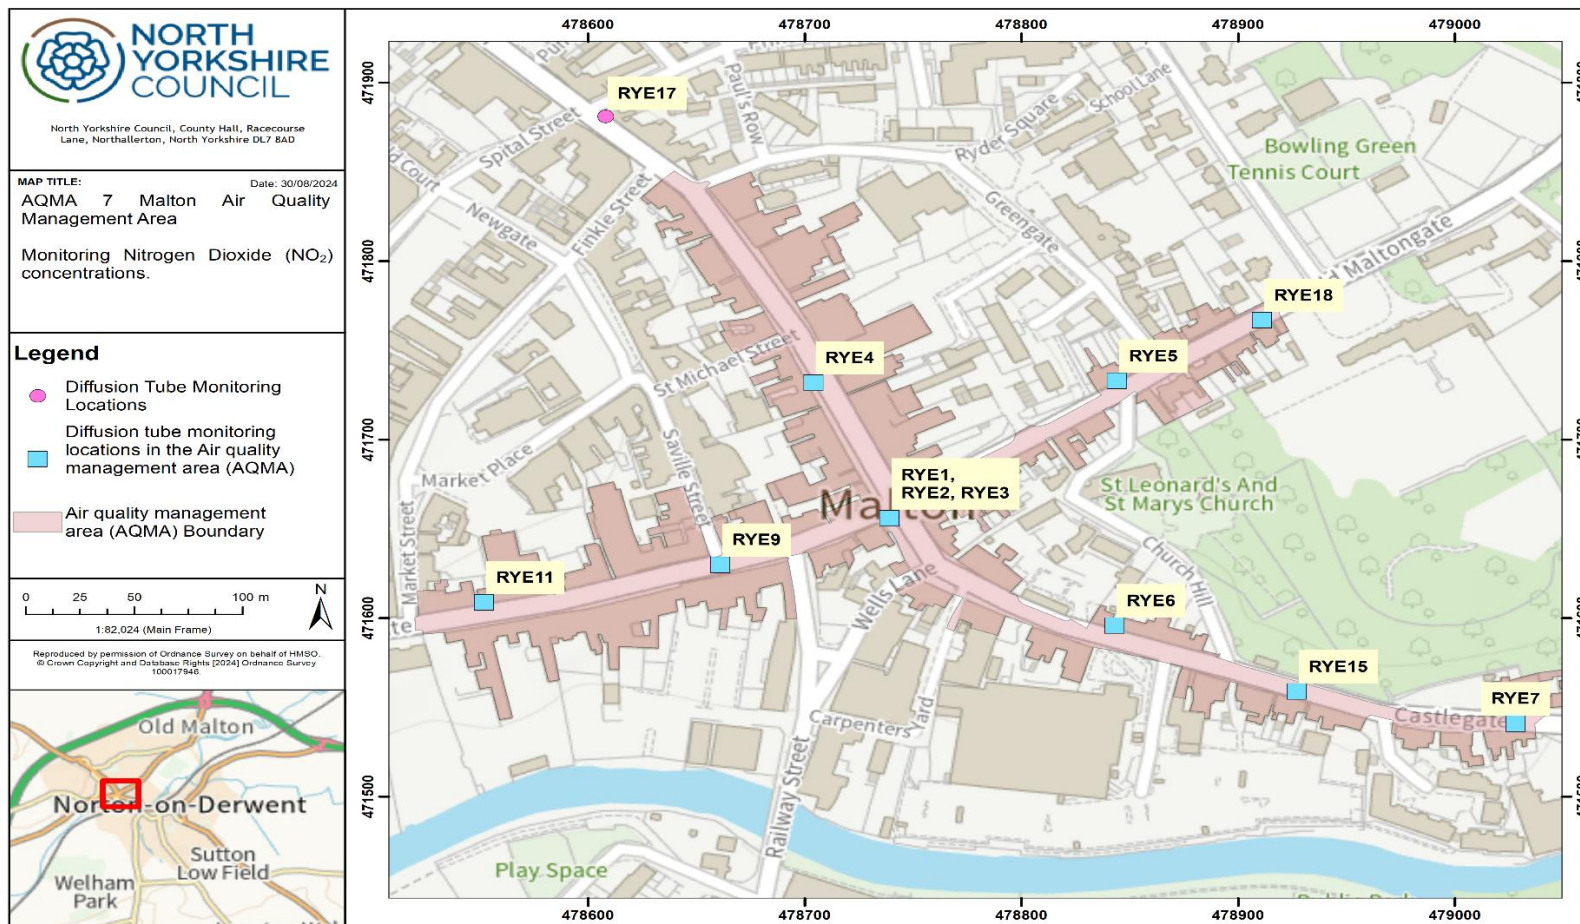 NORTH
YORKSHIRE
COUNCIL
North Yorkshire Council, County Hall, Racecourse
Lane, Northallerton, North Yorkshire DL7 8AD
MAP TITLE:
Date: 30/08/2024
AQMA 7 Malton Air Quality
Management Area
Monitoring Nitrogen Dioxide (NO₂)
concentrations.
Legend
Diffusion Tube Monitoring
Locations
Diffusion tube monitoring
locations in the Air quality
management area (AQMA)
Air quality management
area (AQMA) Boundary
0 25 50 100 m
N
1:82,024 (Main Frame)
Reproduced by permission of Ordnance Survey on behalf of HMSO.
© Crown Copyright and Database Rights [2024] Ordnance Survey
100017946.
Old Malton
Norton-on-Derwent
Sutton
Low Field
Welham
Park
478600 478700 478800 478900 479000
471900
471800
471700
471600
471500
RYE17
Spital Street
Paul's Row
School Lane
Ryder Square
Bowling Green
Tennis Court
Court
Newgate
Finkle Street
Greengate
Maltongate
RYE18
RYE4
RYE5
St Michael Street
Saville Street
Market Place
Market Street
RYE1,
RYE2, RYE3
Malton
St Leonard's And
St Marys Church
Church Hill
RYE9
RYE11
Wells Lane
RYE6
RYE15
RYE7
Castlegate
Carpenters Yard
Railway Street
Play Space
478600 478700 478800 478900 479000